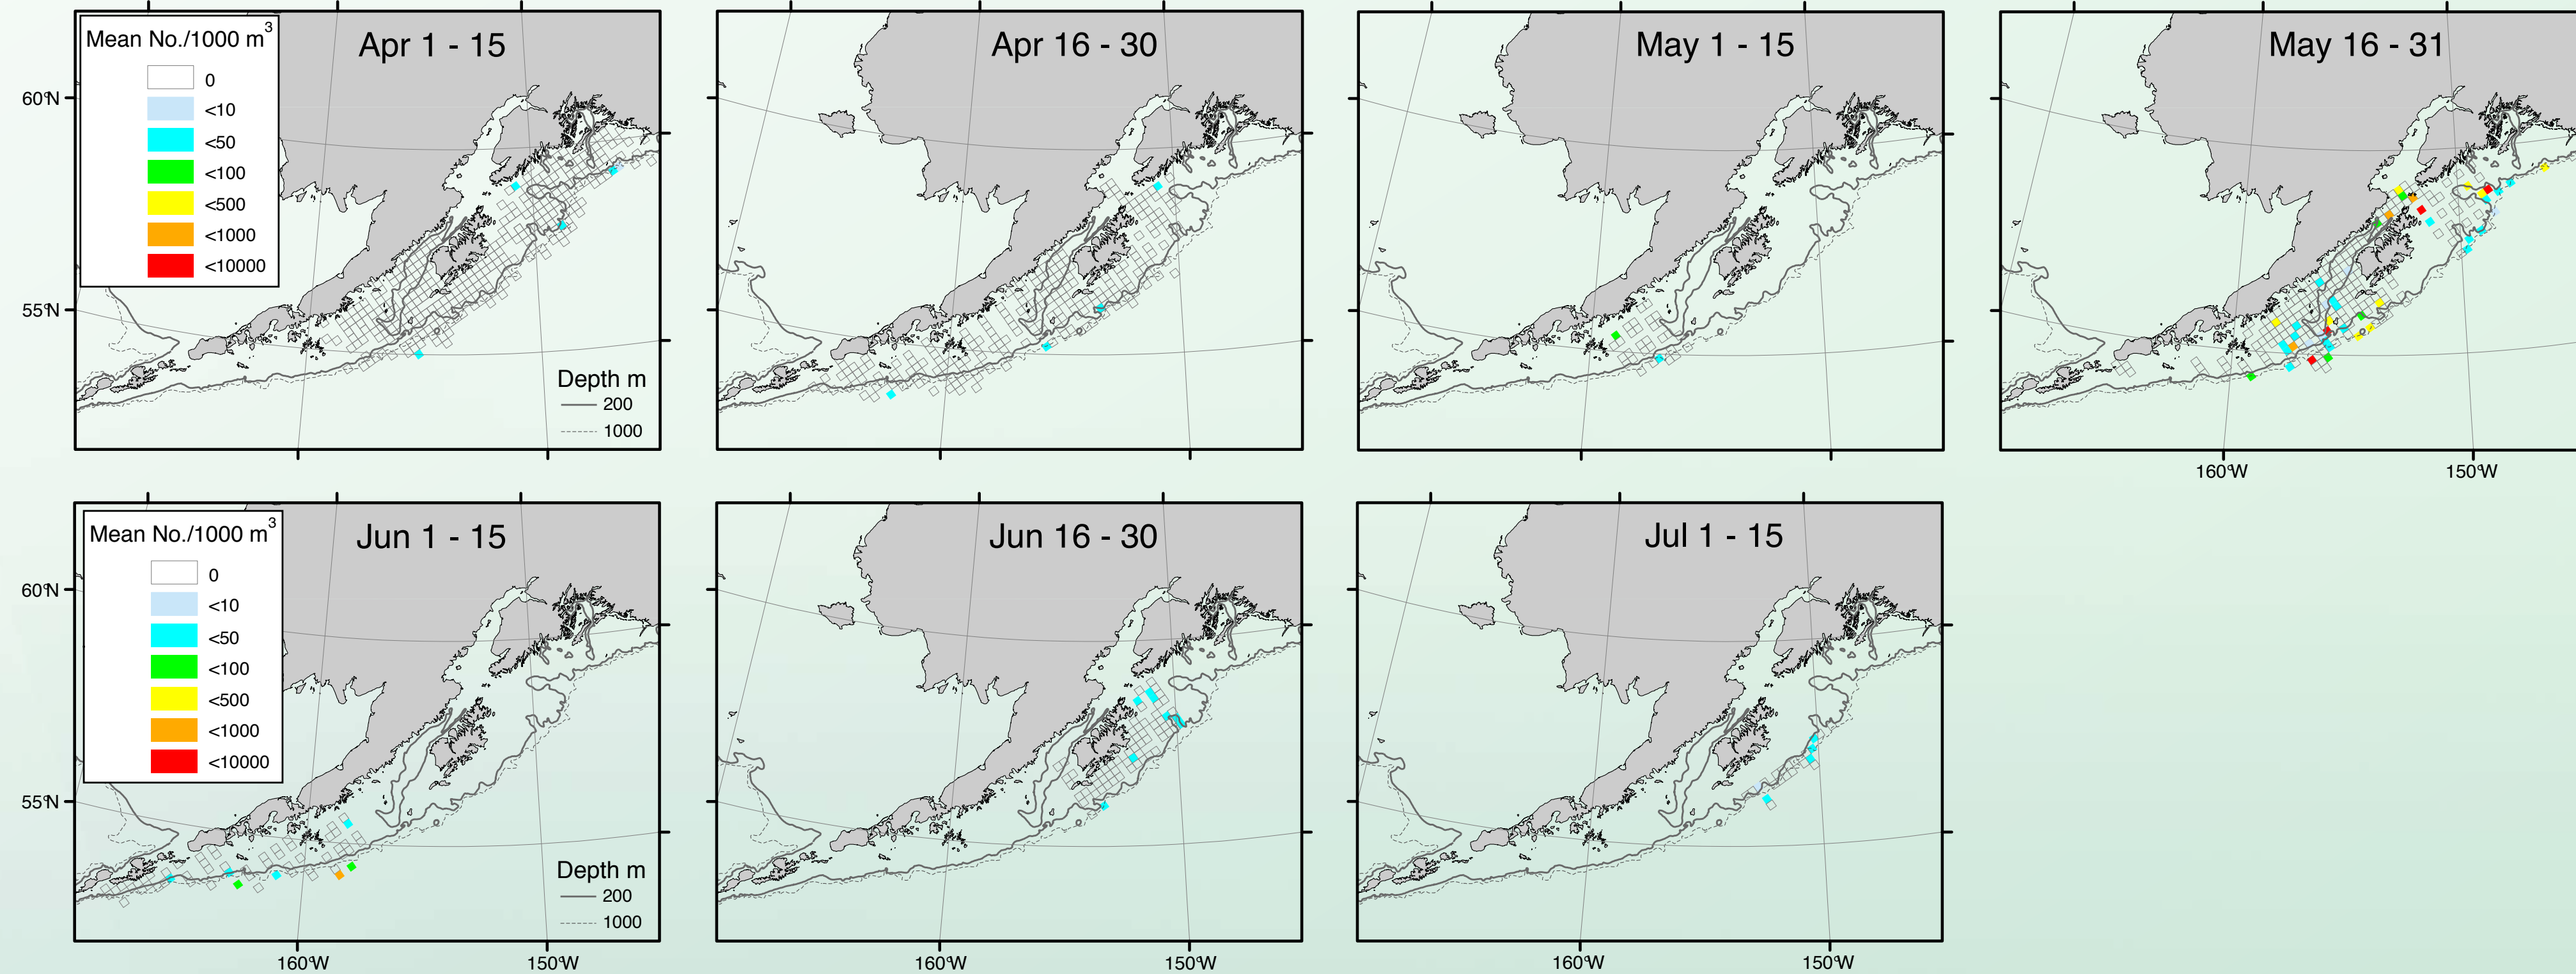 Mean No./1000 m3
0
<10
<50
<100
<500
<1000
<10000
Apr 1 - 15
60°N
55°N
Depth m
200
1000
Apr 16 - 30
May 1 - 15
May 16 - 31
160°W
150°W
Mean No./1000 m3
0
<10
<50
<100
<500
<1000
<10000
Jun 1 - 15
60°N
55°N
Depth m
200
1000
160°W
150°W
Jun 16 - 30
160°W
150°W
Jul 1 - 15
160°W
150°W